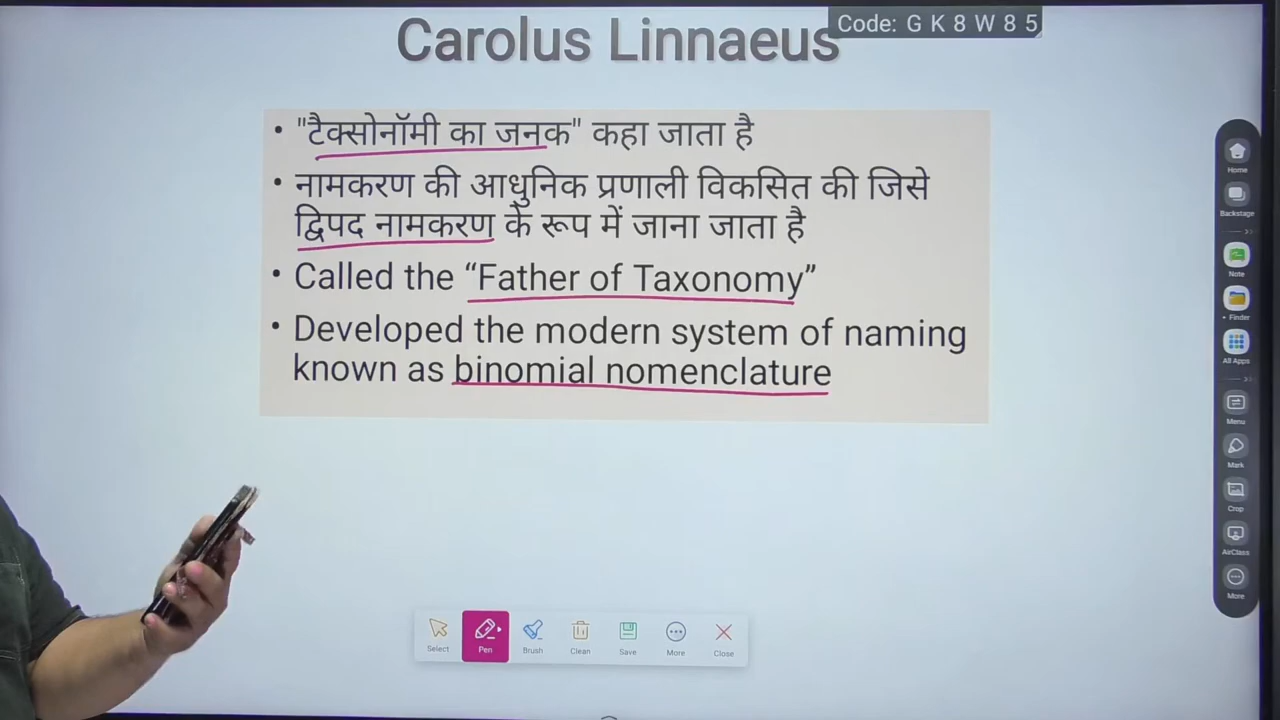 Carolus Linnaeus
Code: G K 8 W 8 5
• "टैक्सोनॉमी का जनक" कहा जाता है
• नामकरण की आधुनिक प्रणाली विकसित की जिसे
द्विपद नामकरण के रूप में जाना जाता है
• Called the “Father of Taxonomy”
• Developed the modern system of naming
known as binomial nomenclature
Home
Backstage
Note
Finder
All Apps
Menu
Mark
Crop
AirClass
More
Select
Pen
Brush
Clean
Save
More
Close